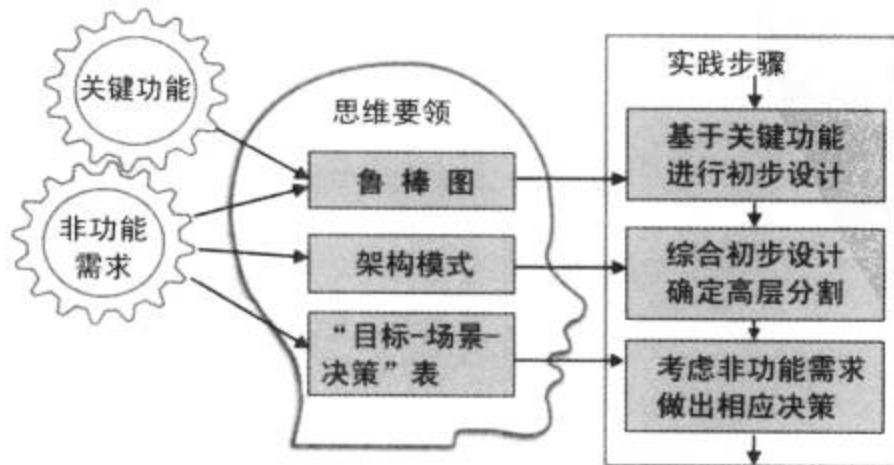 关键功能
非功能
需求
思维要领
鲁棒图
架构模式
“目标-场景-
决策”表
实践步骤
基于关键功能
进行初步设计
综合初步设计
确定高层分割
考虑非功能需求
做出相应决策